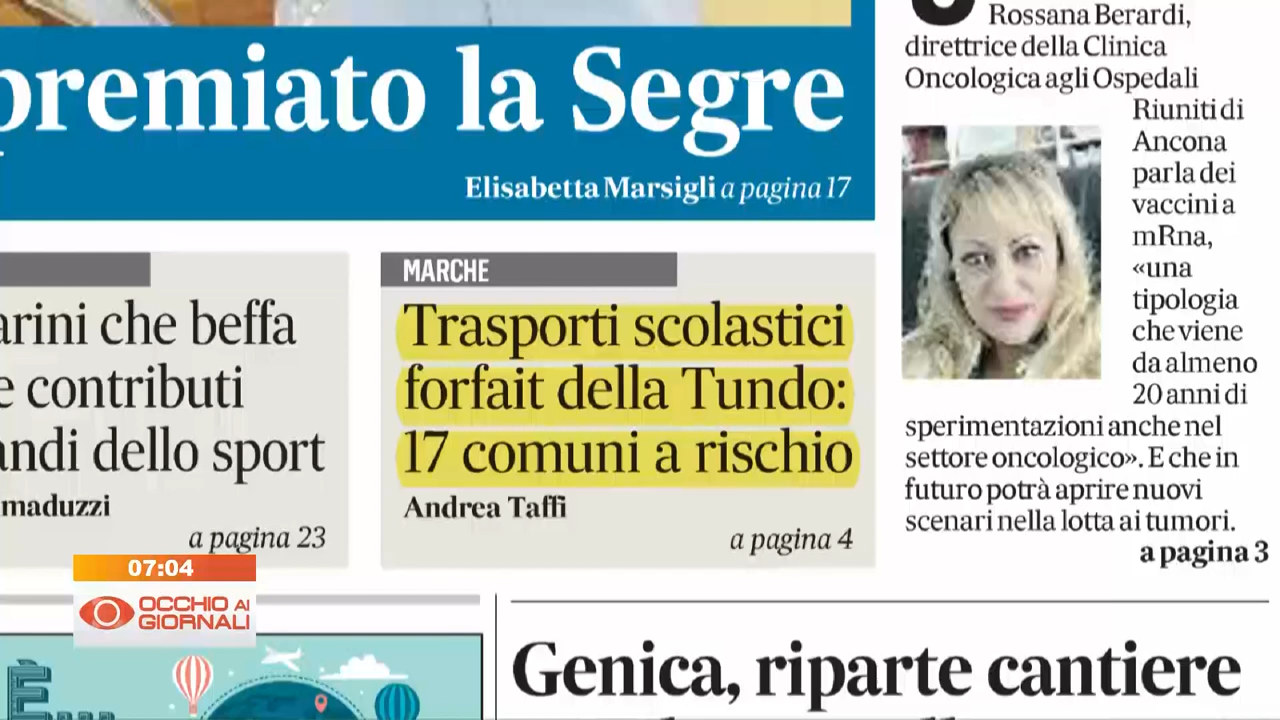 premiato la Segre
Elisabetta Marsigli a pagina 17
arini che beffa
e contributi
andi dello sport
maduzzi
a pagina 23
MARCHE
Trasporti scolastici
forfait della Tundo:
17 comuni a rischio
Andrea Taffi
a pagina 4
Rossana Berardi,
direttrice della Clinica
Oncologica agli Ospedali
Riuniti di
Ancona
parla dei
vaccini a
mRna,
«una
tipologia
che viene
da almeno
20 anni di
sperimentazioni anche nel
settore oncologico». E che in
futuro potrà aprire nuovi
scenari nella lotta ai tumori.
a pagina 3
07:04
OCCHIO AI
GIORNALI
È...
Genica, riparte cantiere